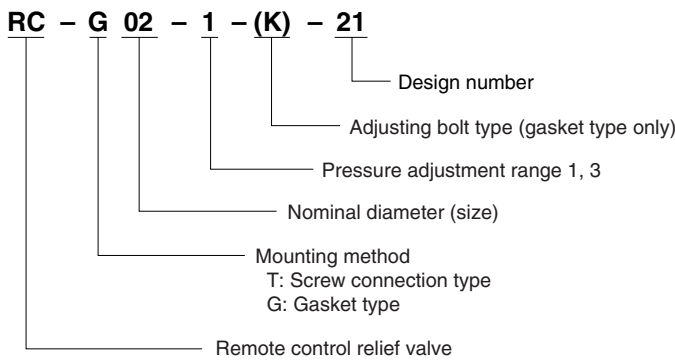 RC – G 02 – 1 – (K) – 21
Design number
Adjusting bolt type (gasket type only)
Pressure adjustment range 1, 3
Nominal diameter (size)
Mounting method
T: Screw connection type
G: Gasket type
Remote control relief valve